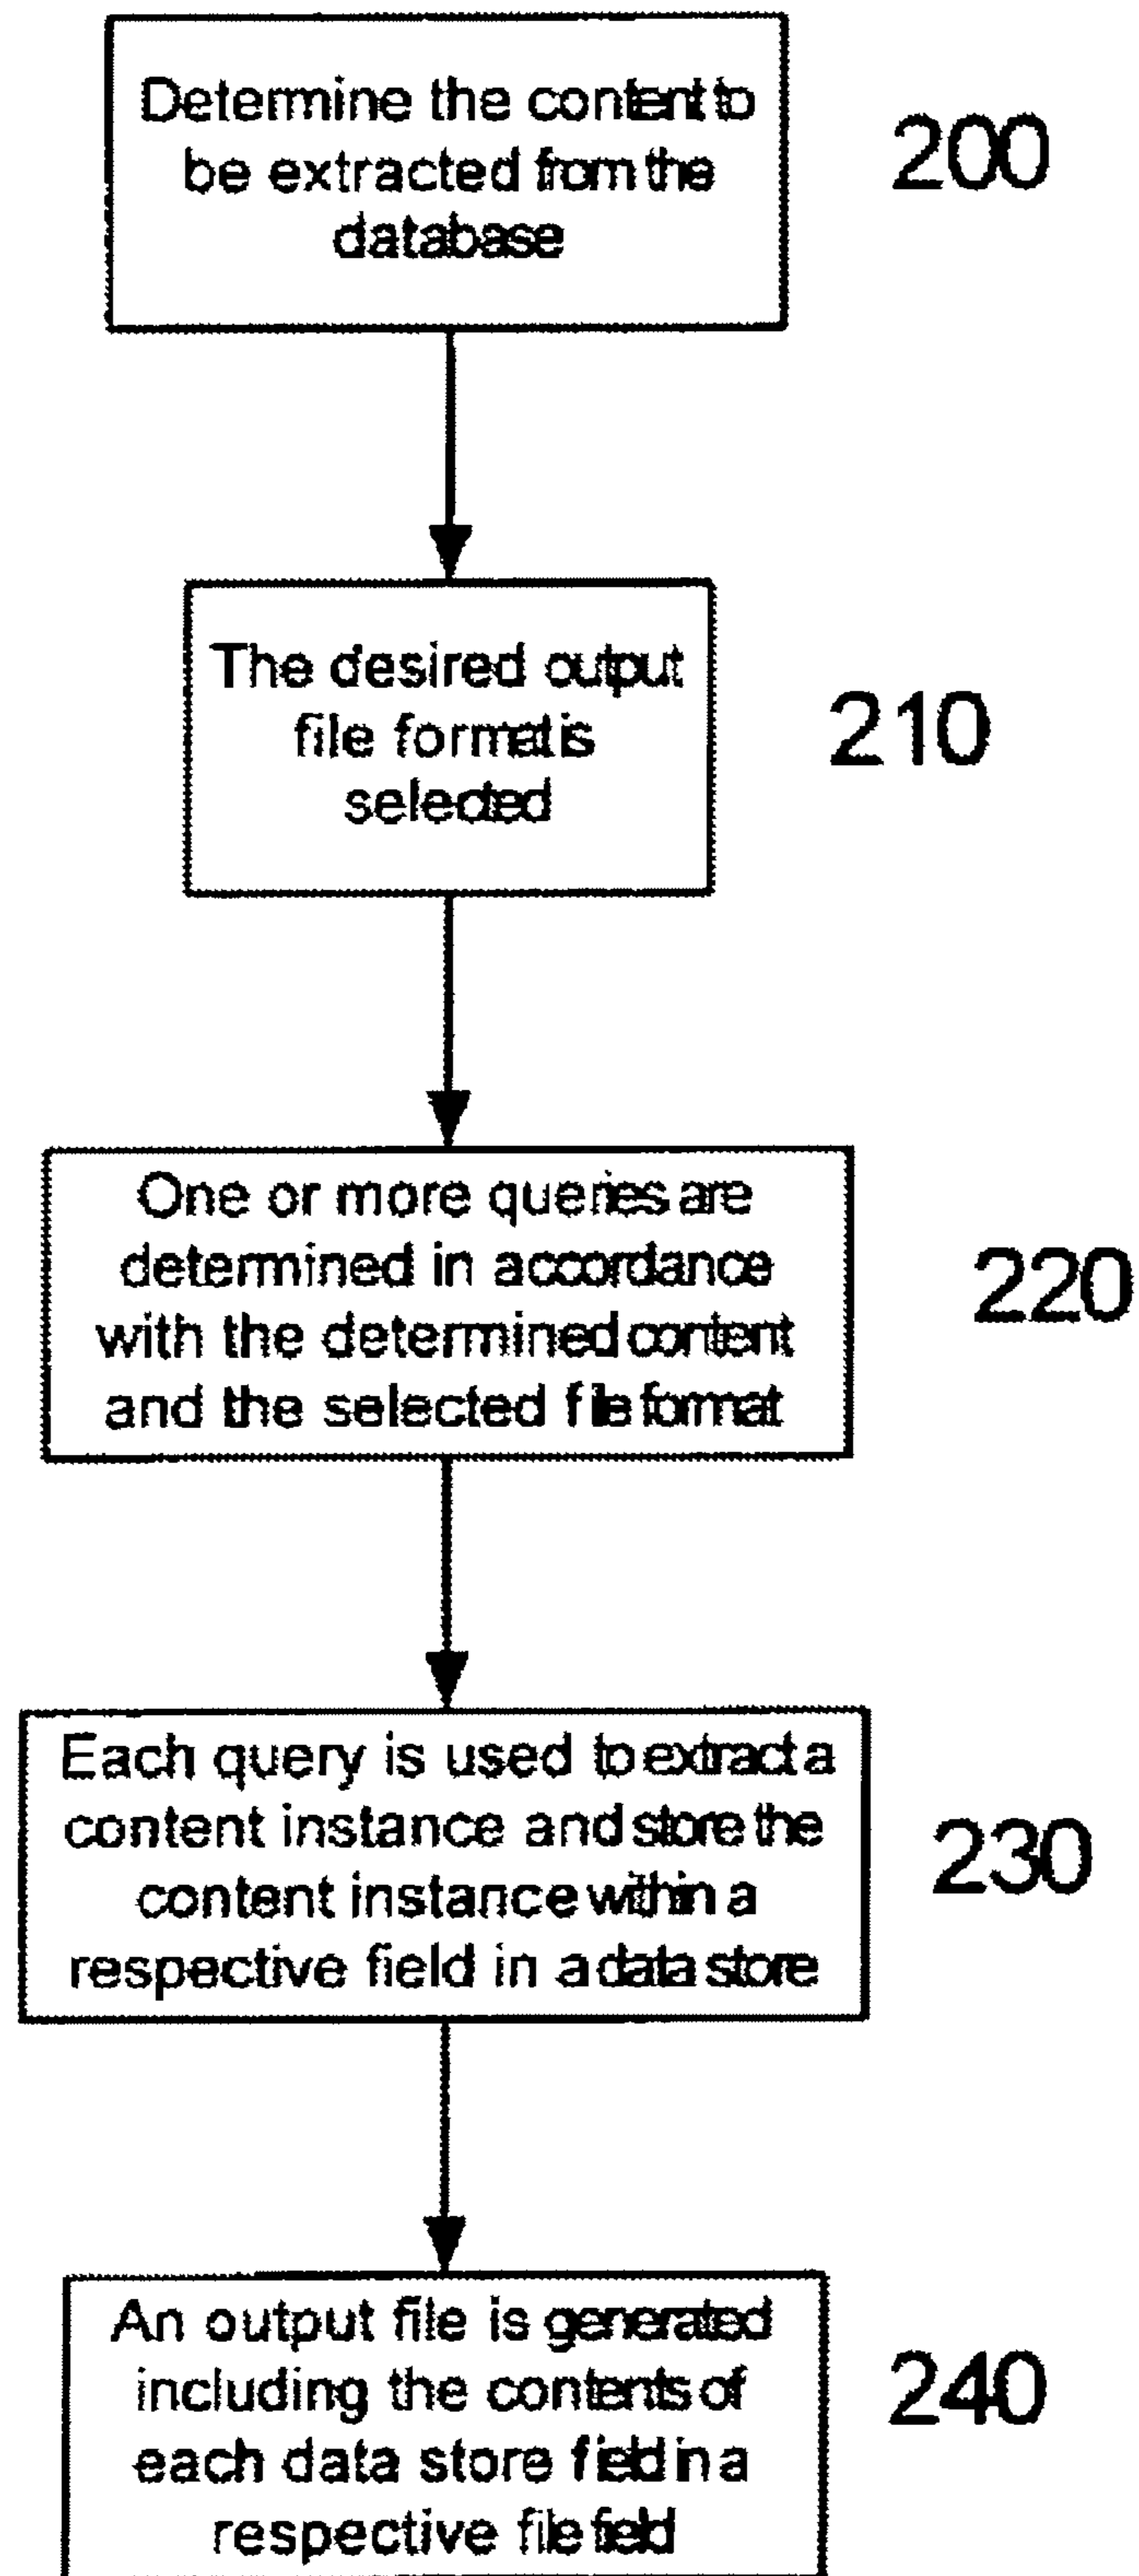 Determine the content to
be extracted from the
database
200
The desired output
file format is
selected
210
One or more queries are
determined in accordance
with the determined content
and the selected file format
220
Each query is used to extract a
content instance and store the
content instance within a
respective field in a data store
230
An output file is generated
including the contents of
each data store field in a
respective file field
240